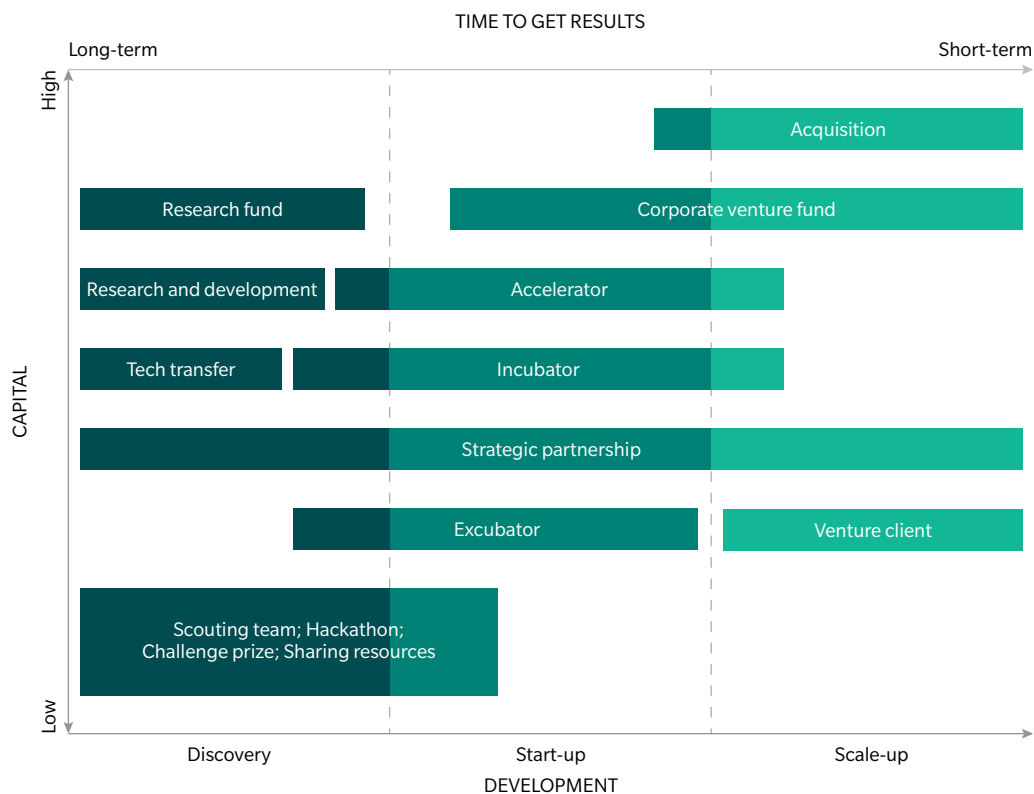 TIME TO GET RESULTS
Long-term
Short-term
High
Acquisition
Research fund
Corporate venture fund
Research and development
Accelerator
Tech transfer
Incubator
CAPITAL
Strategic partnership
Excubator
Venture client
Scouting team; Hackathon;
Challenge prize; Sharing resources
Low
Discovery
Start-up
Scale-up
DEVELOPMENT